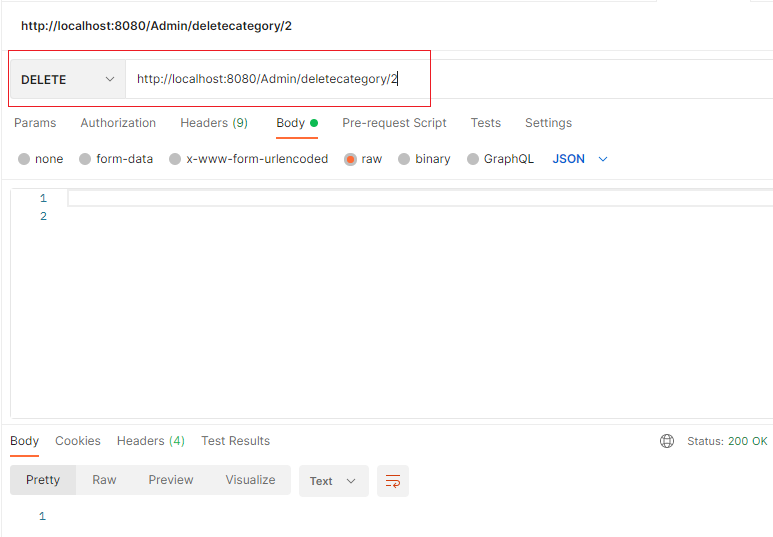 http://localhost:8080/Admin/deletecategory/2
DELETE http://localhost:8080/Admin/deletecategory/2
Params Authorization Headers (9) Body Pre-request Script Tests Settings
none form-data x-www-form-urlencoded raw binary GraphQL JSON
1
2
Body Cookies Headers (4) Test Results Status: 200 OK
Pretty Raw Preview Visualize Text
1